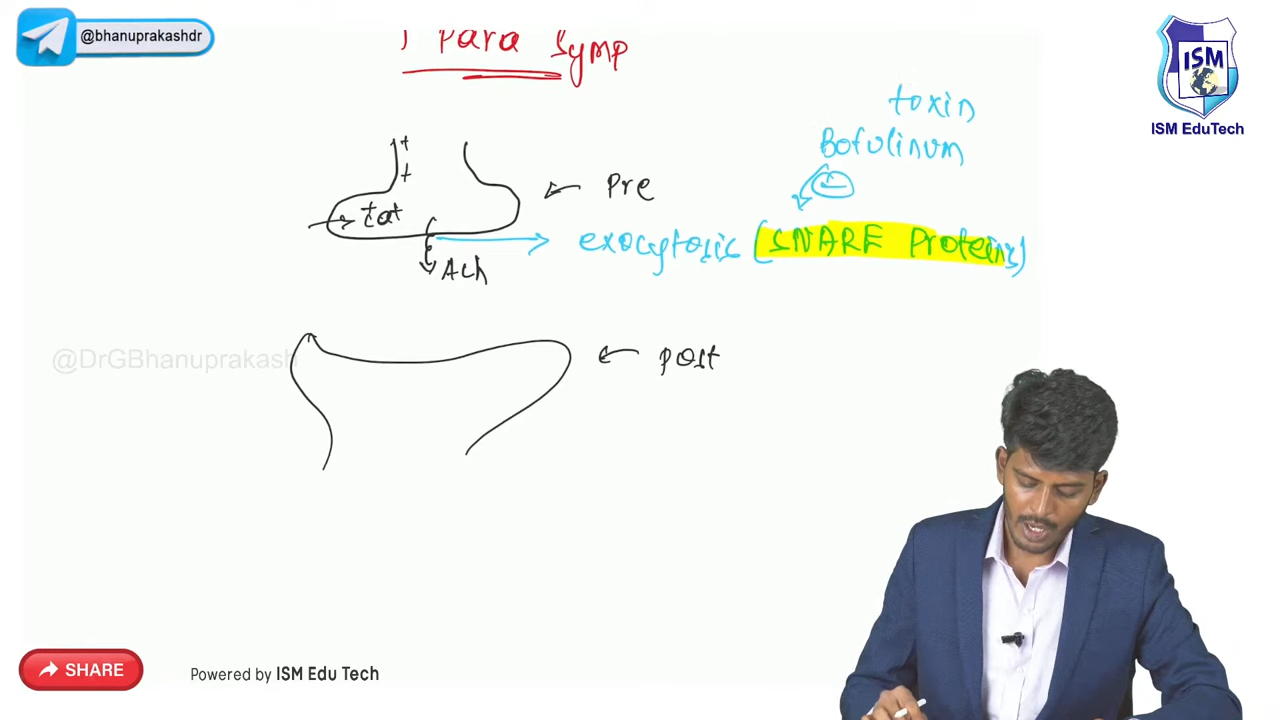 @bhanuprakashdr
Para Symp
ISM
ISM EduTech
toxin
Botulinum
Pre
exocytosis (SNARE Proteins)
Ach
@DrGBhanuprakash
post
SHARE
Powered by ISM Edu Tech